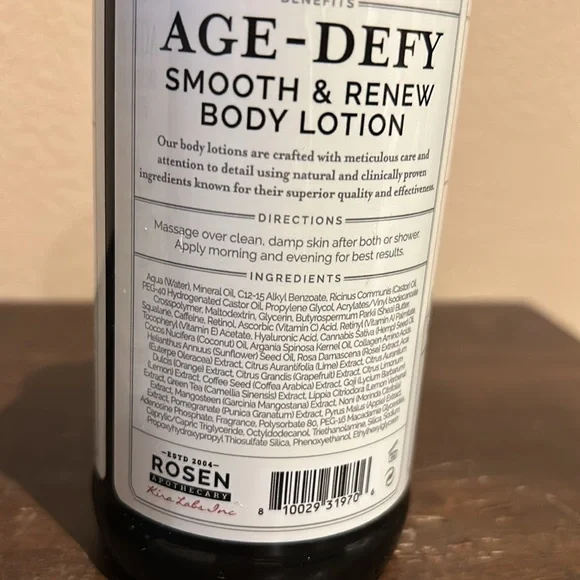 BENEFITS
AGE-DEFY
SMOOTH & RENEW
BODY LOTION
Our body lotions are crafted with meticulous care and
attention to detail using natural and clinically proven
ingredients known for their superior quality and effectiveness.
DIRECTIONS
Massage over clean, damp skin after both or shower.
Apply morning and evening for best results.
INGREDIENTS
Aqua (Water), Mineral Oil, C12-15 Alkyl Benzoate, Ricinus Communis (Castor) Oil,
PEG-40 Hydrogenated Castor Oil, Propylene Glycol, Acrylates/Vinyl Isodecanoate
Crosspolymer, Maltodextrin, Glycerin, Butyrospermum Parkii (Shea) Butter,
Squalane, Caffeine, Retinol, Ascorbic (Vitamin C) Acid, Retinyl (Vitamin A) Palmitate,
Tocopheryl (Vitamin E) Acetate, Hyaluronic Acid, Cannabis Sativa (Hemp) Seed Oil,
Cocos Nucifera (Coconut) Oil, Argania Spinosa Kernel Oil, Collagen Amino Acids,
Helianthus Annuus (Sunflower) Seed Oil, Rosa Damascena (Rose) Extract,
Euterpe Oleracea) Extract, Citrus Aurantifolia (Lime) Extract, Citrus Aurantium
Dulcis (Orange) Extract, Citrus Grandis (Grapefruit) Extract, Citrus Limonum
(Lemon) Extract, Coffee Seed (Coffea Arabica) Extract, Goji (Lycium Barbarum)
Extract, Green Tea (Camellia Sinensis) Extract, Lippia Citriodora (Lemon Verbena)
Extract, Mangosteen (Garcinia Mangostana) Extract, Noni (Morinda Citrifolia)
Extract, Pomegranate (Punica Granatum) Extract, Pyrus Malus (Apple) Extract,
Adenosine Phosphate, Fragrance, Polysorbate 80, PEG-16 Macadamia Glycerides,
Caprylic/Capric Triglyceride, Octyldodecanol, Triethanolamine, Silica, Sodium
Propoxyhydroxypropyl Thiosulfate Silica, Phenoxyethanol, Ethylhexylglycerin
-ESTD 2004-
ROSEN
APOTHECARY
Kira Labs Inc
8 10029 31970 6